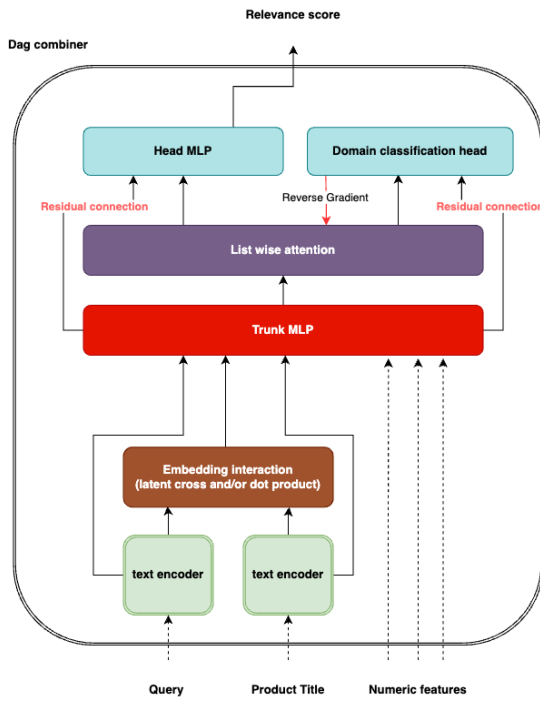 Relevance score
Dag combiner
Head MLP
Domain classification head
Residual connection
Reverse Gradient
Residual connection
List wise attention
Trunk MLP
Embedding interaction
(latent cross and/or dot product)
text encoder
text encoder
Query
Product Title
Numeric features